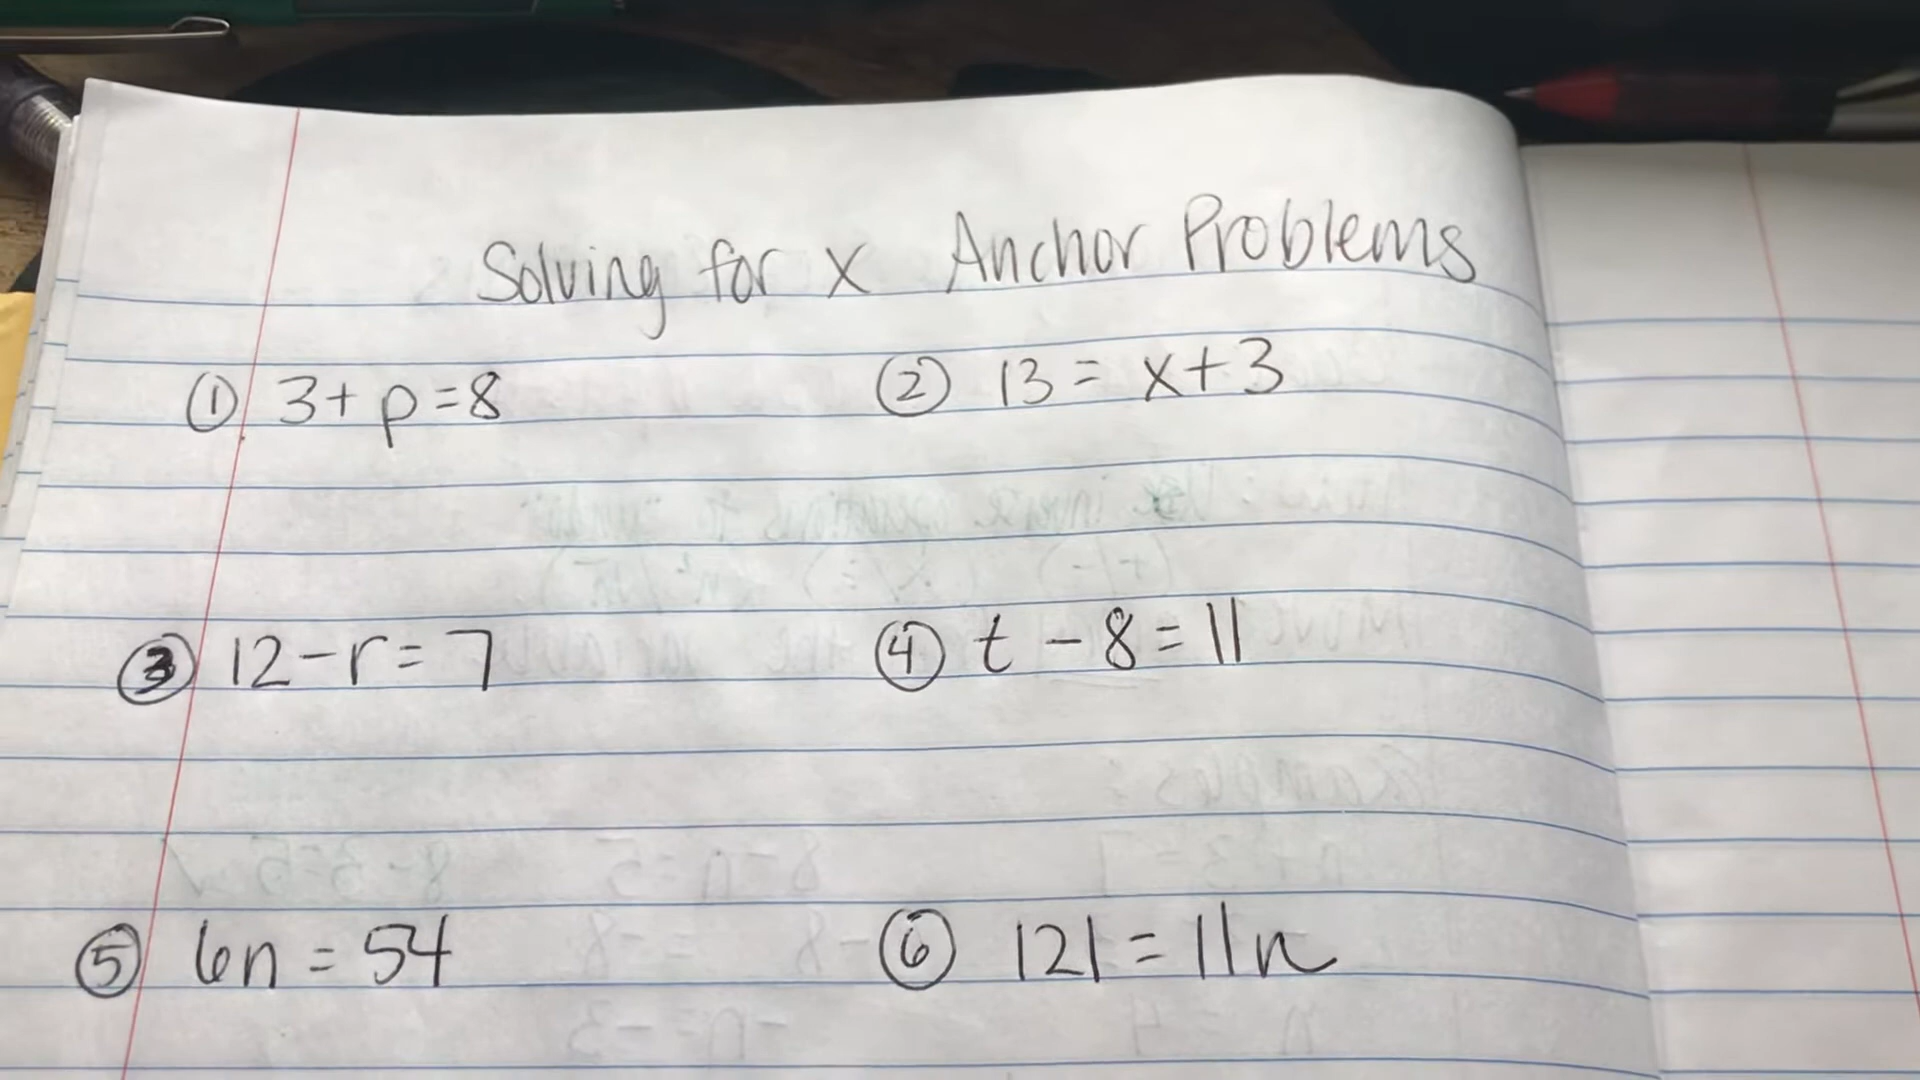 Solving for x Anchor Problems
① 3 + p = 8
② 13 = x + 3
③ 12 - r = 7
④ t - 8 = 11
⑤ 6n = 54
⑥ 121 = 11n